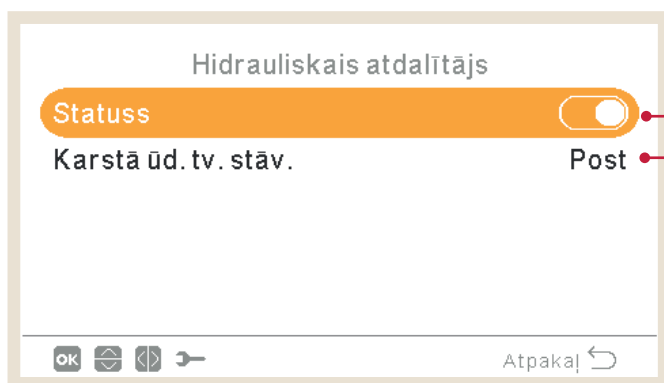 Hidrauliskais atdalītājs
Statuss
Karstā ūd. tv. stāv. Post
OK Atpakaļ